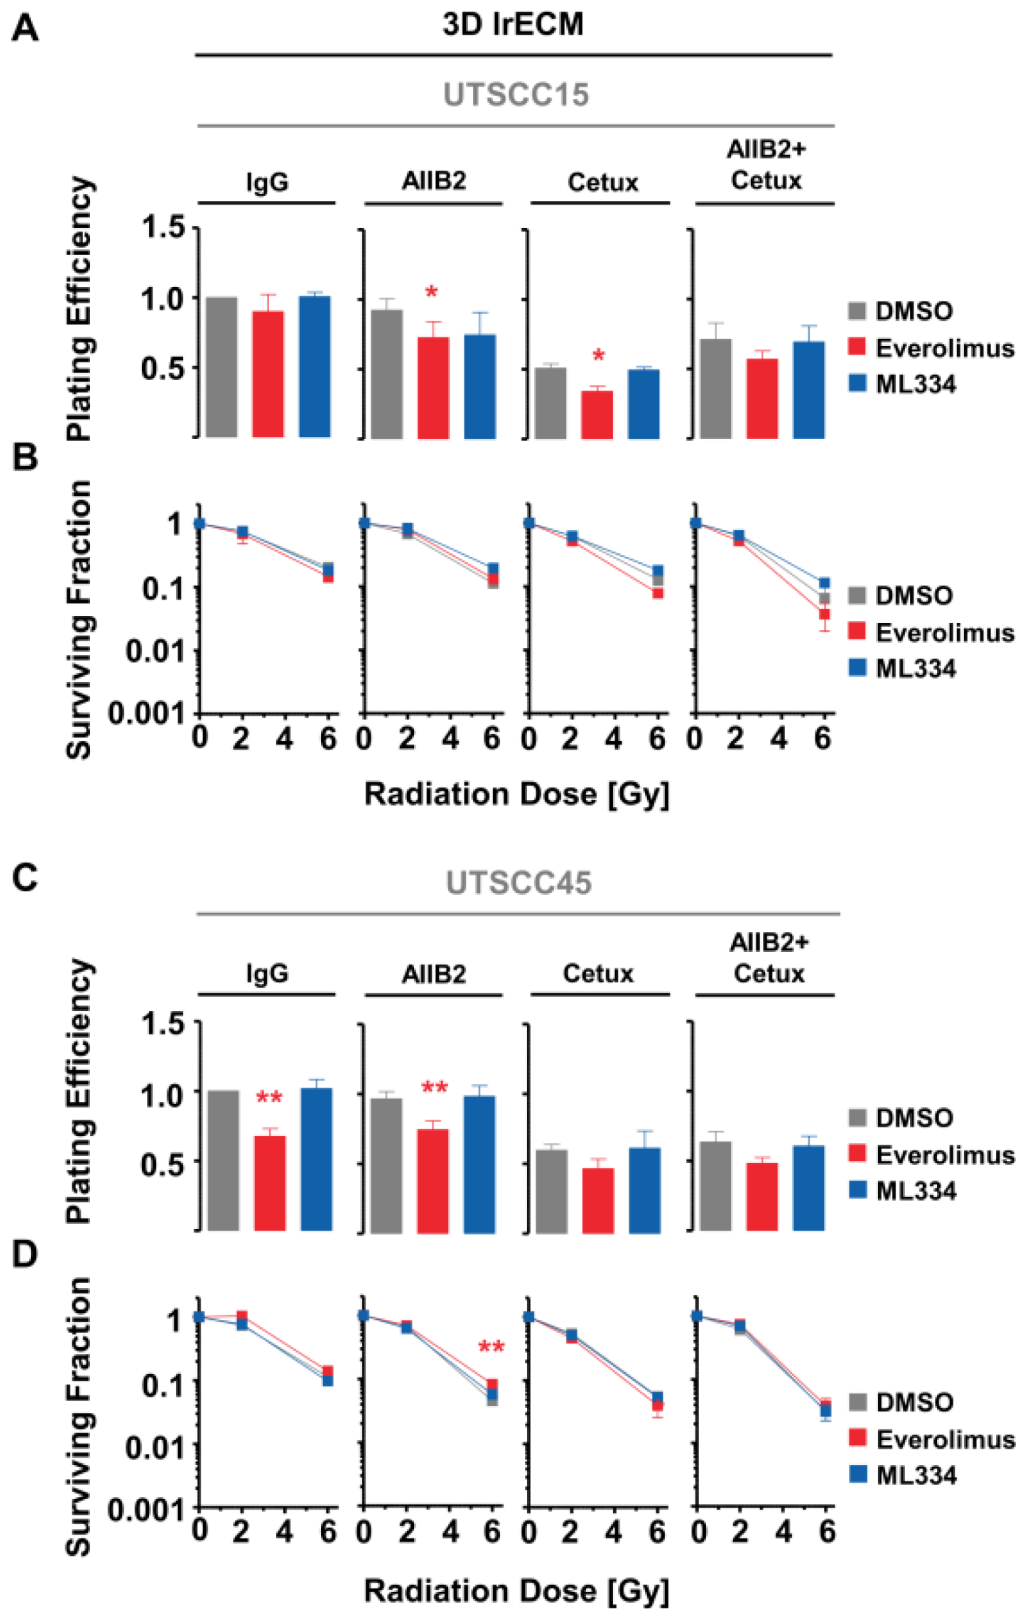 A
3D lrECM
UTSCC15
IgG
AIIB2
Cetux
AIIB2+
Cetux
Plating Efficiency
1.5
1.0
0.5
*
*
DMSO
Everolimus
ML334
B
Surviving Fraction
1
0.1
0.01
0.001
0 2 4 6 0 2 4 6 0 2 4 6 0 2 4 6
Radiation Dose [Gy]
DMSO
Everolimus
ML334
C
UTSCC45
IgG
AIIB2
Cetux
AIIB2+
Cetux
Plating Efficiency
1.5
1.0
0.5
**
**
DMSO
Everolimus
ML334
D
Surviving Fraction
1
0.1
0.01
0.001
**
0 2 4 6 0 2 4 6 0 2 4 6 0 2 4 6
Radiation Dose [Gy]
DMSO
Everolimus
ML334